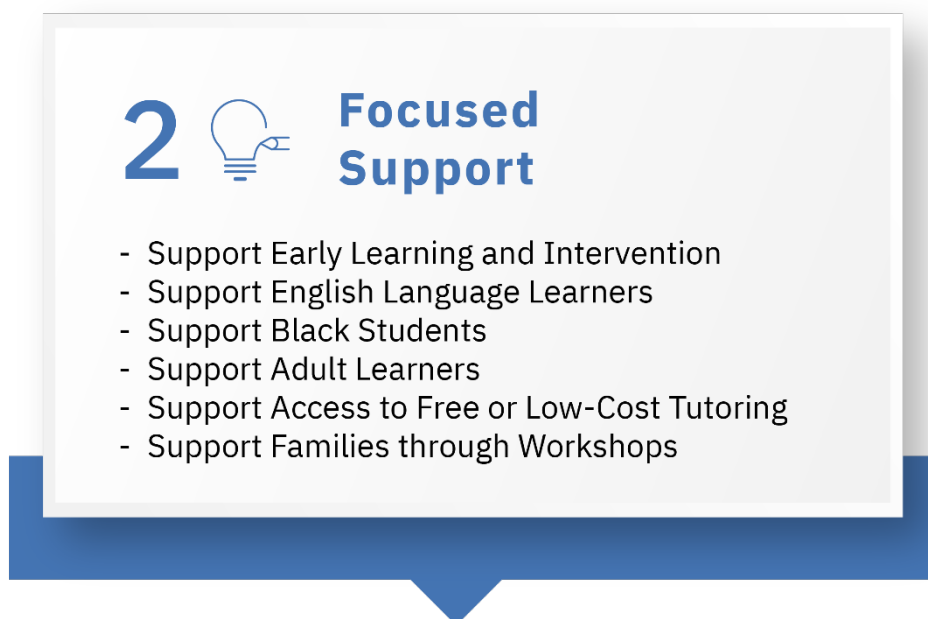 2
Focused
Support
- Support Early Learning and Intervention
- Support English Language Learners
- Support Black Students
- Support Adult Learners
- Support Access to Free or Low-Cost Tutoring
- Support Families through Workshops